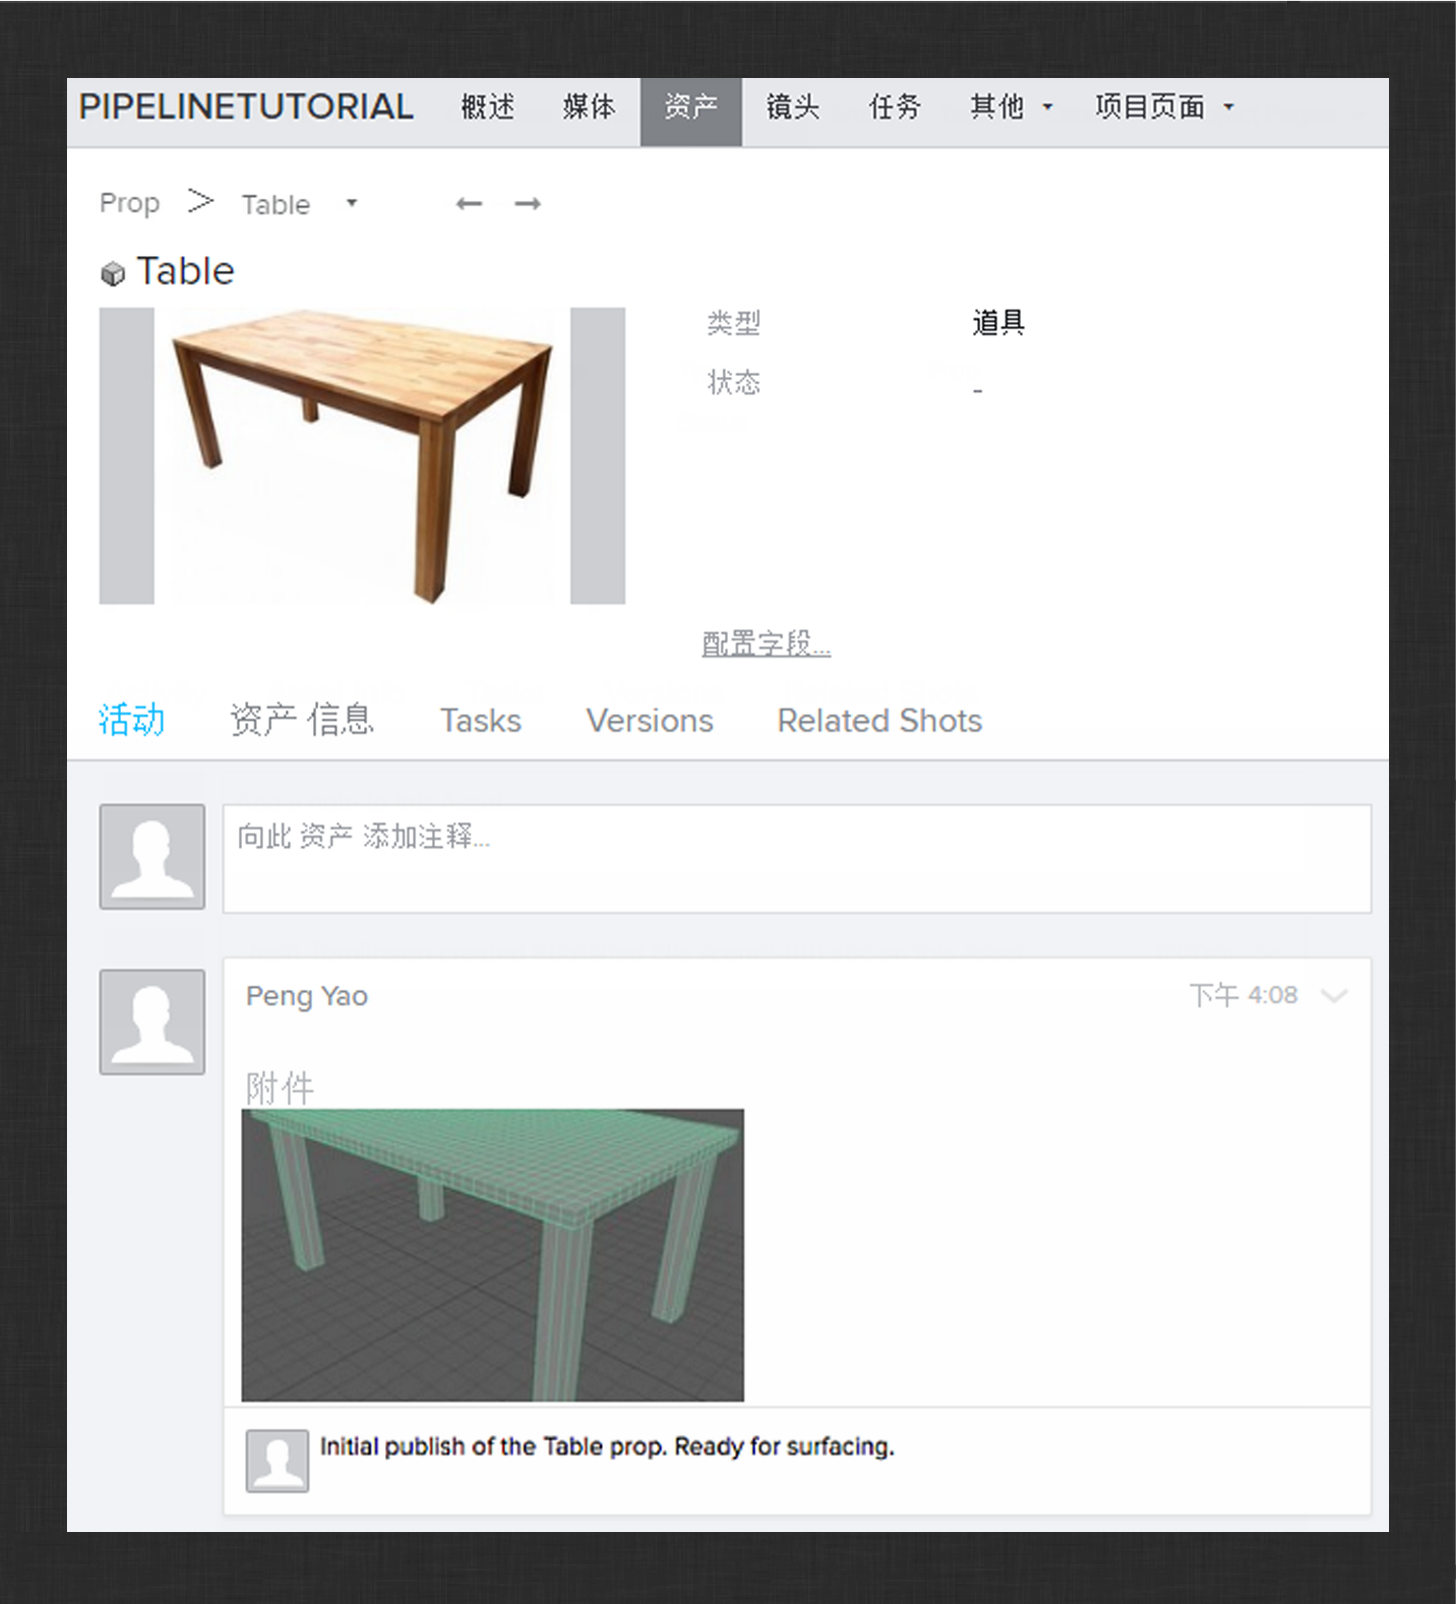 PIPELINETUTORIAL 概述 媒体 资产 镜头 任务 其他 项目页面
Prop > Table
Table
类型 道具
状态 -
配置字段...
活动 资产 信息 Tasks Versions Related Shots
向此 资产 添加注释...
Peng Yao 下午 4:08
附件
Initial publish of the Table prop. Ready for surfacing.